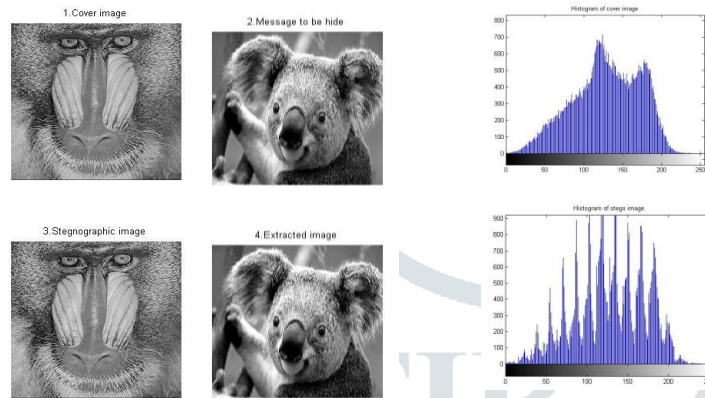 1.Cover image
2.Message to be hide
3.Stegnographic image
4.Extracted image
Histogram of cover image
800
700
600
500
400
300
200
100
0
0 50 100 150 200 250
Histogram of stego image
900
800
700
600
500
400
300
200
100
0
0 50 100 150 200